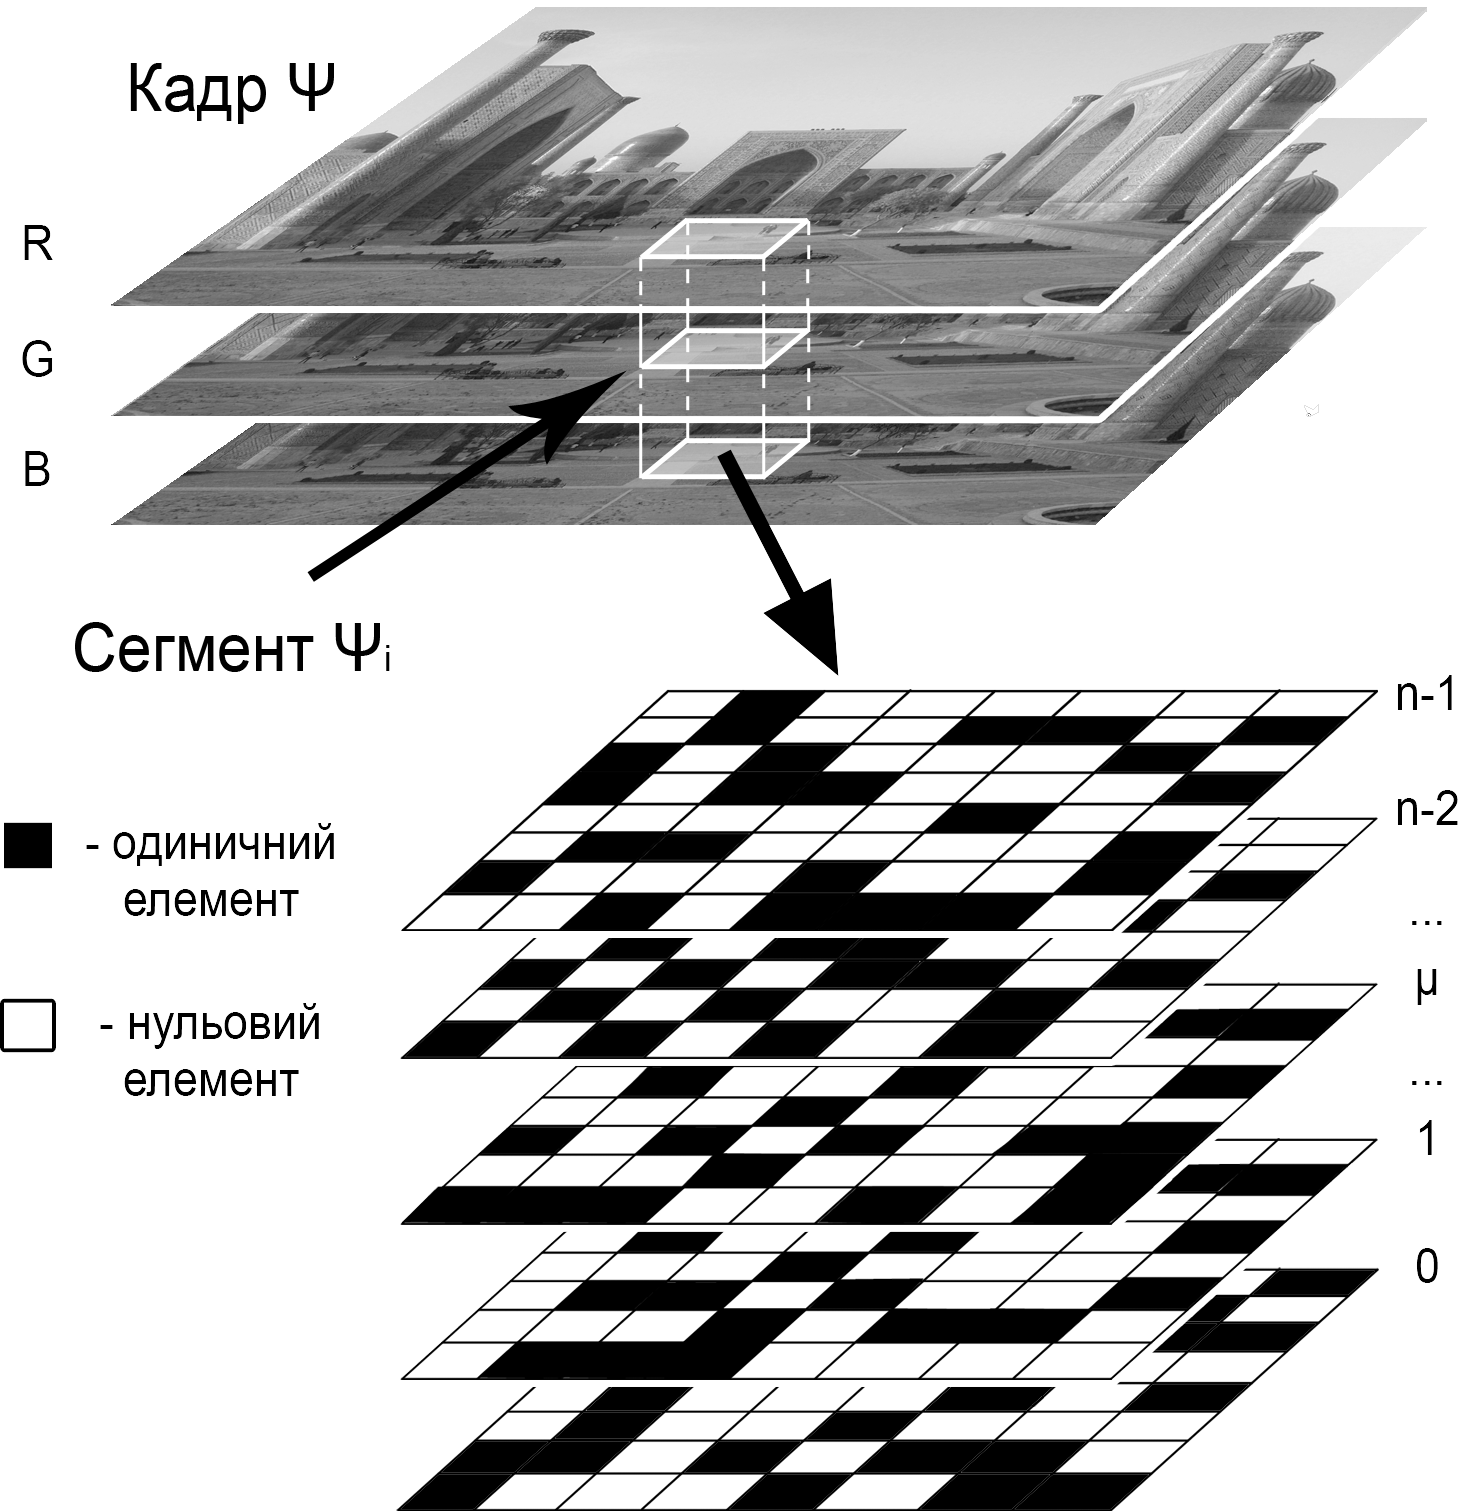 Кадр Ψ
R
G
B
Сегмент Ψi
n-1
n-2
...
μ
...
1
0
- одиничний
елемент
- нульовий
елемент